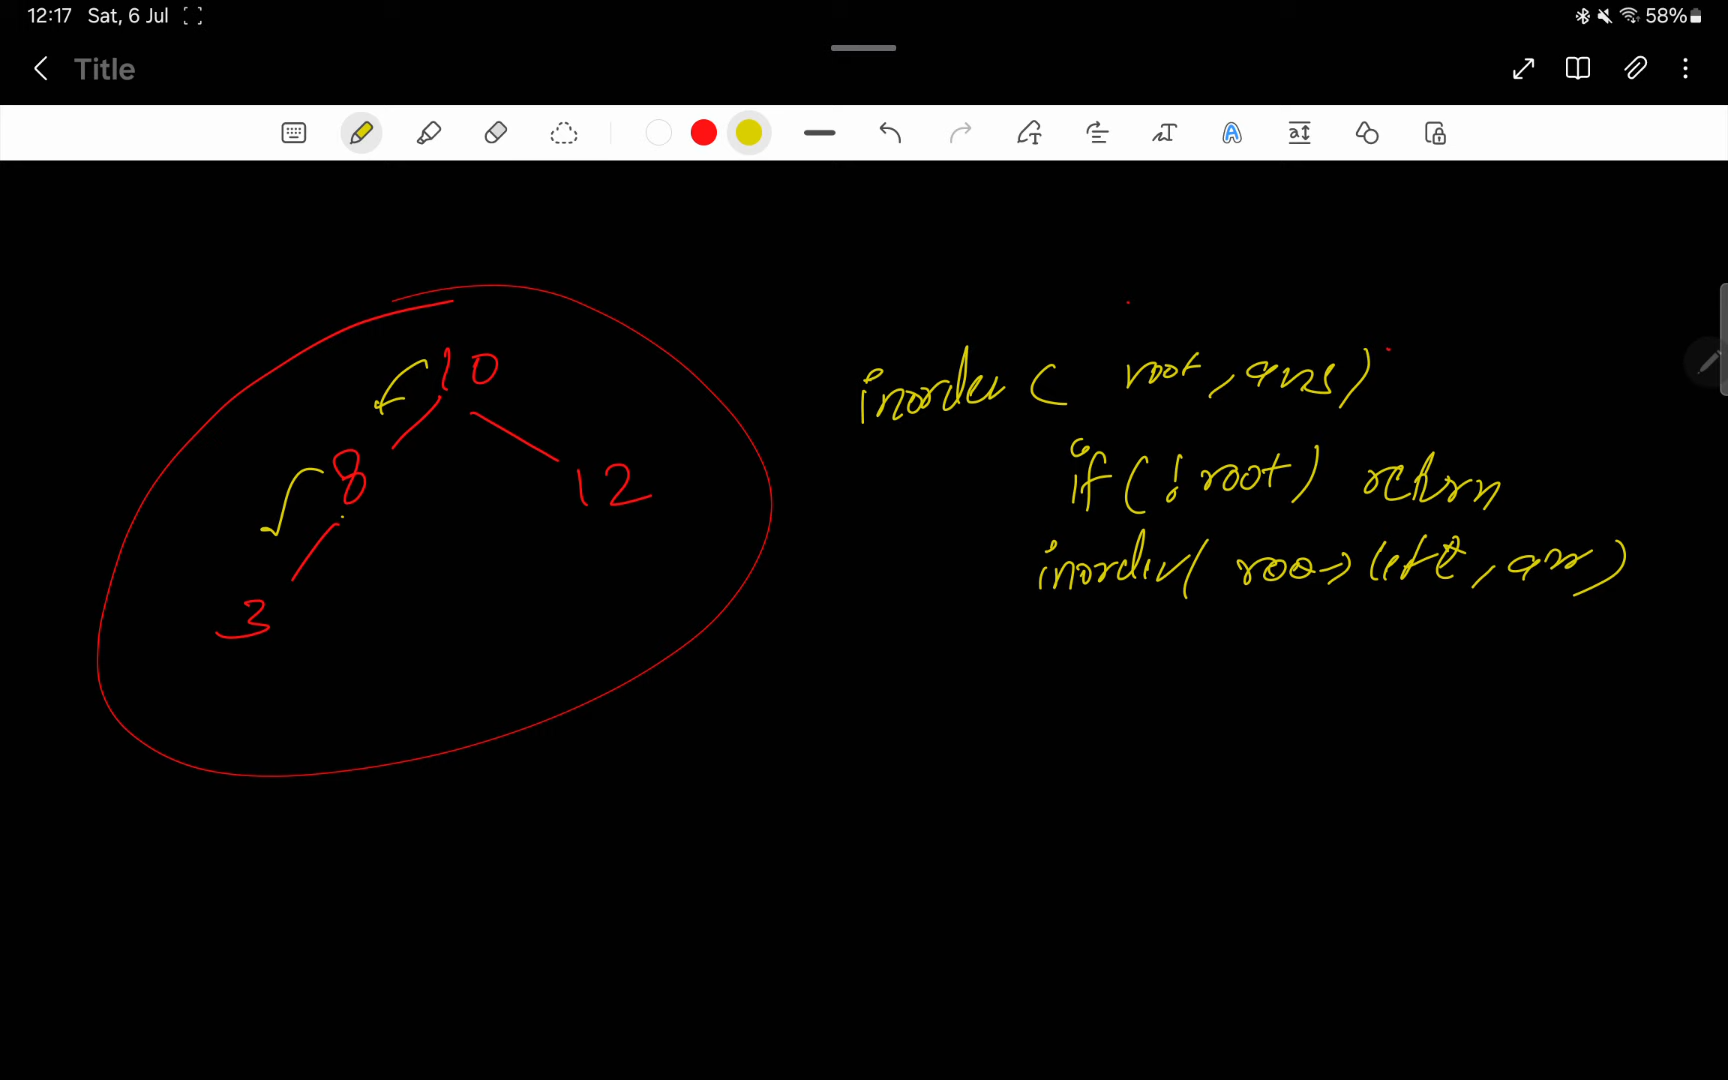 12:17 Sat, 6 Jul 58%
Title
10
8
12
3
inorder ( root, ans)
if ( ! root) return
inorder( roo-> left, ans)